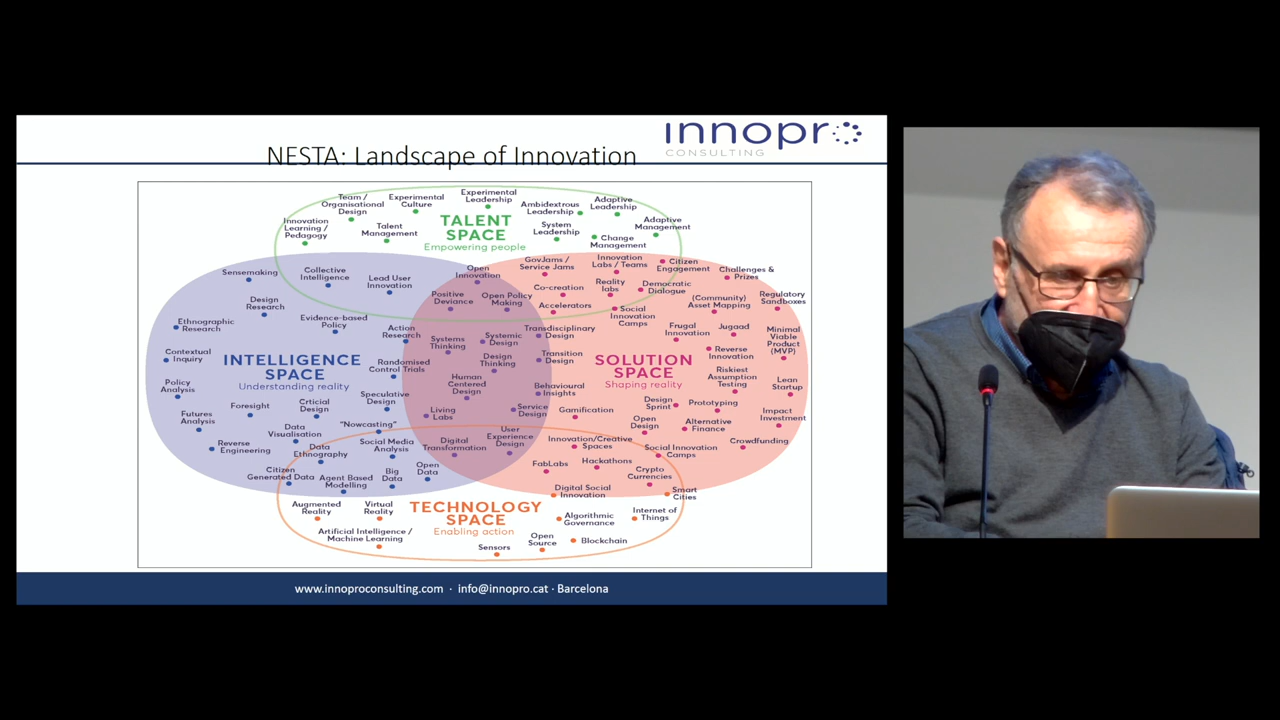 innopro
CONSULTING
NESTA: Landscape of Innovation
Experimental
Leadership
Team /
Organisational
Design
Experimental
Culture
Ambidextrous
Leadership
Adaptive
Leadership
Innovation
Learning /
Pedagogy
Talent
Management
TALENT
SPACE
Empowering people
System
Leadership
Adaptive
Management
Change
Management
Sensemaking
Collective
Intelligence
Lead User
Innovation
Open
Innovation
GovJams /
Service Jams
Innovation
Labs / Teams
Citizen
Engagement
Challenges &
Prizes
Design
Research
Positive
Deviance
Open Policy
Making
Co-creation
Reality
labs
Democratic
Dialogue
(Community)
Asset Mapping
Regulatory
Sandboxes
Ethnographic
Research
Evidence-based
Policy
Accelerators
Social
Innovation
Camps
Action
Research
Systems
Thinking
Systemic
Design
Transdisciplinary
Design
Frugal
Innovation
Jugaad
Minimal
Viable
Product
(MVP)
Contextual
Inquiry
INTELLIGENCE
SPACE
Understanding reality
Randomised
Control Trials
Design
Thinking
Transition
Design
SOLUTION
SPACE
Shaping reality
Reverse
Innovation
Riskiest
Assumption
Testing
Policy
Analysis
Human
Centered
Design
Behavioural
Insights
Lean
Startup
Futures
Analysis
Foresight
Crticial
Design
Speculative
Design
Living
Labs
Service
Design
Gamification
Design
Sprint
Prototyping
Impact
Investment
Reverse
Engineering
Data
Visualisation
"Nowcasting"
User
Experience
Design
Open
Design
Alternative
Finance
Data
Ethnography
Social Media
Analysis
Digital
Transformation
Innovation/Creative
Spaces
Social Innovation
Camps
Crowdfunding
Citizen
Generated Data
Agent Based
Modelling
Big
Data
Open
Data
FabLabs
Hackathons
Crypto
Currencies
Augmented
Reality
Virtual
Reality
TECHNOLOGY
SPACE
Enabling action
Digital Social
Innovation
Smart
Cities
Algorithmic
Governance
Internet of
Things
Artificial Intelligence /
Machine Learning
Sensors
Open
Source
Blockchain
www.innoproconsulting.com · info@innopro.cat · Barcelona